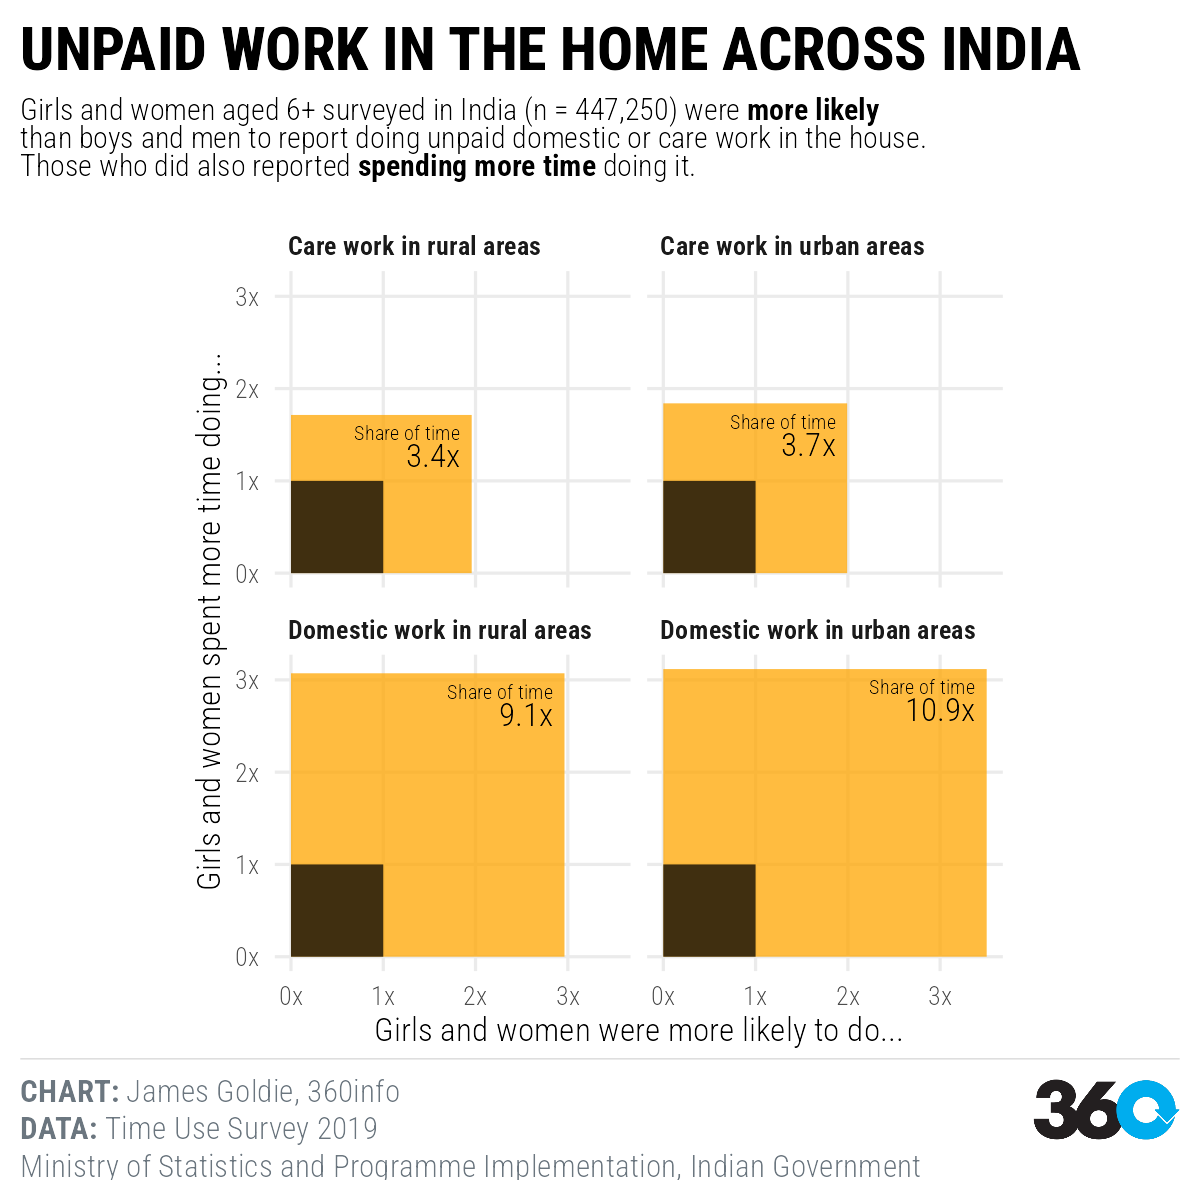 UNPAID WORK IN THE HOME ACROSS INDIA
Girls and women aged 6+ surveyed in India (n = 447,250) were more likely
than boys and men to report doing unpaid domestic or care work in the house.
Those who did also reported spending more time doing it.
Care work in rural areas
Care work in urban areas
3x
2x
1x
0x
Share of time
3.4x
Share of time
3.7x
Girls and women spent more time doing...
Domestic work in rural areas
Domestic work in urban areas
3x
2x
1x
0x
Share of time
9.1x
Share of time
10.9x
0x 1x 2x 3x
0x 1x 2x 3x
Girls and women were more likely to do...
CHART: James Goldie, 360info
DATA: Time Use Survey 2019
Ministry of Statistics and Programme Implementation, Indian Government
360